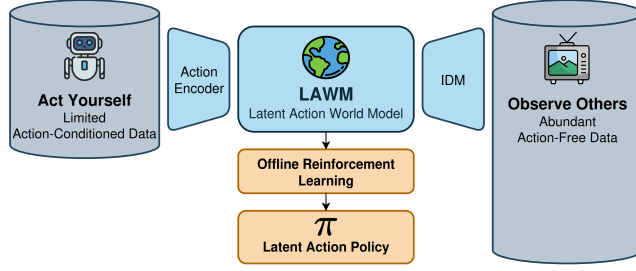 Act Yourself
Limited
Action-Conditioned Data
Action
Encoder
LAWM
Latent Action World Model
IDM
Observe Others
Abundant
Action-Free Data
Offline Reinforcement
Learning
π
Latent Action Policy